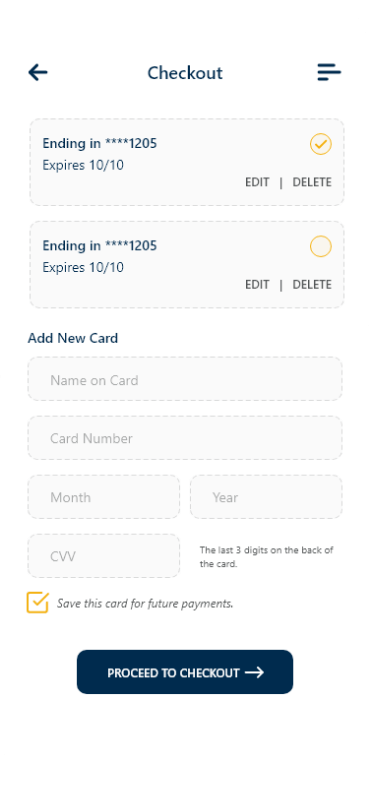 Checkout
Ending in ****1205
Expires 10/10
EDIT | DELETE
Ending in ****1205
Expires 10/10
EDIT | DELETE
Add New Card
Name on Card
Card Number
Month Year
CVV
The last 3 digits on the back of
the card.
Save this card for future payments.
PROCEED TO CHECKOUT